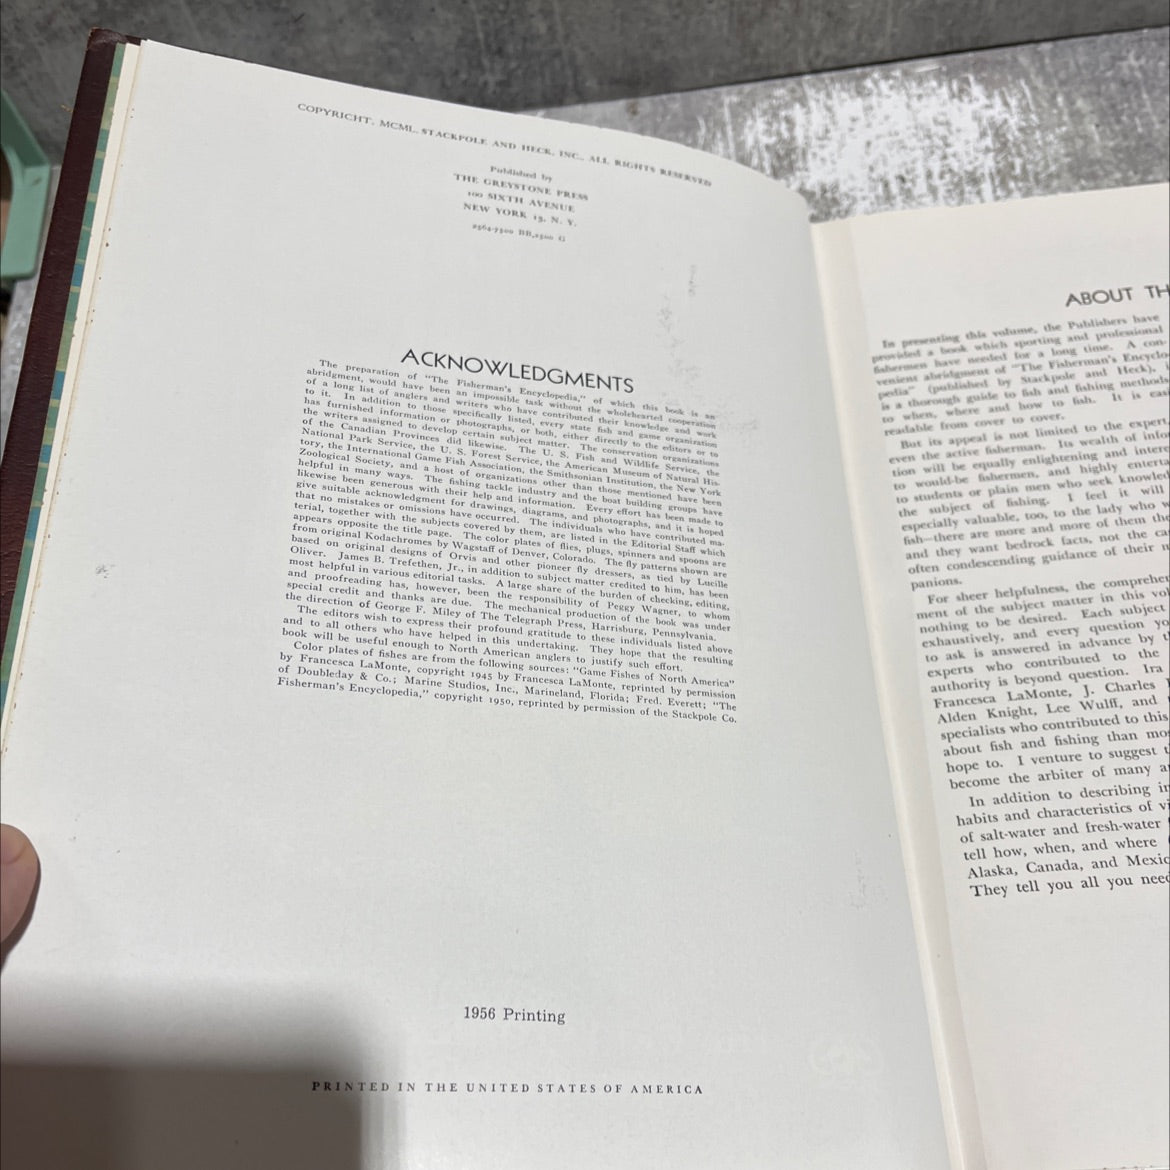 COPYRIGHT, MCML, STACKPOLE AND HECK, INC., ALL RIGHTS RESERVED
Published by
THE GREYSTONE PRESS
100 SIXTH AVENUE
NEW YORK 13, N. Y.
2564-7500 BB,2500 G
ACKNOWLEDGMENTS
The preparation of "The Fisherman's Encyclopedia," of which this book is an
abridgment, would have been an impossible task without the wholehearted cooperation
of a long list of anglers and writers who have contributed their knowledge and work
to it. In addition to those specifically listed, every state fish and game organization
has furnished information or photographs, or both, either directly to the editors or to
the writers assigned to develop certain subject matter. The conservation organizations
of the Canadian Provinces did likewise. The U. S. Fish and Wildlife Service, the
National Park Service, the U. S. Forest Service, the American Museum of Natural His-
tory, the International Game Fish Association, the Smithsonian Institution, the New York
Zoological Society, and a host of organizations other than those mentioned have been
helpful in many ways. The fishing tackle industry and the boat building groups have
likewise been generous with their help and information. Every effort has been made to
give suitable acknowledgment for drawings, diagrams, and photographs, and it is hoped
that no mistakes or omissions have occurred. The individuals who have contributed ma-
terial, together with the subjects covered by them, are listed in the Editorial Staff which
appears opposite the title page. The color plates of flies, plugs, spinners and spoons are
from original Kodachromes by Wagstaff of Denver, Colorado. The fly patterns shown are
based on original designs of Orvis and other pioneer fly dressers, as tied by Lucille
Oliver. James B. Trefethen, Jr., in addition to subject matter credited to him, has been
most helpful in various editorial tasks. A large share of the burden of checking, editing,
and proofreading has, however, been the responsibility of Peggy Wagner, to whom
special credit and thanks are due. The mechanical production of the book was under
the direction of George F. Miley of The Telegraph Press, Harrisburg, Pennsylvania.
The editors wish to express their profound gratitude to these individuals listed above
and to all others who have helped in this undertaking. They hope that the resulting
book will be useful enough to North American anglers to justify such effort.
Color plates of fishes are from the following sources: "Game Fishes of North America"
by Francesca LaMonte, copyright 1945 by Francesca LaMonte, reprinted by permission
of Doubleday & Co.; Marine Studios, Inc., Marineland, Florida; Fred. Everett; "The
Fisherman's Encyclopedia," copyright 1950, reprinted by permission of the Stackpole Co.
1956 Printing
PRINTED IN THE UNITED STATES OF AMERICA
ABOUT TH
In presenting this volume, the Publishers have
provided a book which sporting and professional
fishermen have needed for a long time. A con-
venient abridgment of "The Fisherman's Encyclo-
pedia" (published by Stackpole and Heck), i
is a thorough guide to fish and fishing methods
to when, where and how to fish. It is easi
readable from cover to cover.
But its appeal is not limited to the expert,
even the active fisherman. Its wealth of info
tion will be equally enlightening and intere
to would-be fishermen, and highly enterta
to students or plain men who seek knowled
the subject of fishing. I feel it will
especially valuable, too, to the lady who w
fish—there are more and more of them tha
and they want bedrock facts, not the ca
often condescending guidance of their m
panions.
For sheer helpfulness, the comprehen
ment of the subject matter in this vol
nothing to be desired. Each subject
exhaustively, and every question yo
to ask is answered in advance by t
experts who contributed to the
authority is beyond question. Ira
Francesca LaMonte, J. Charles
Alden Knight, Lee Wulff, and
specialists who contributed to this
about fish and fishing than mo
hope to. I venture to suggest t
become the arbiter of many a
In addition to describing in
habits and characteristics of v
of salt-water and fresh-water
tell how, when, and where
Alaska, Canada, and Mexic
They tell you all you need